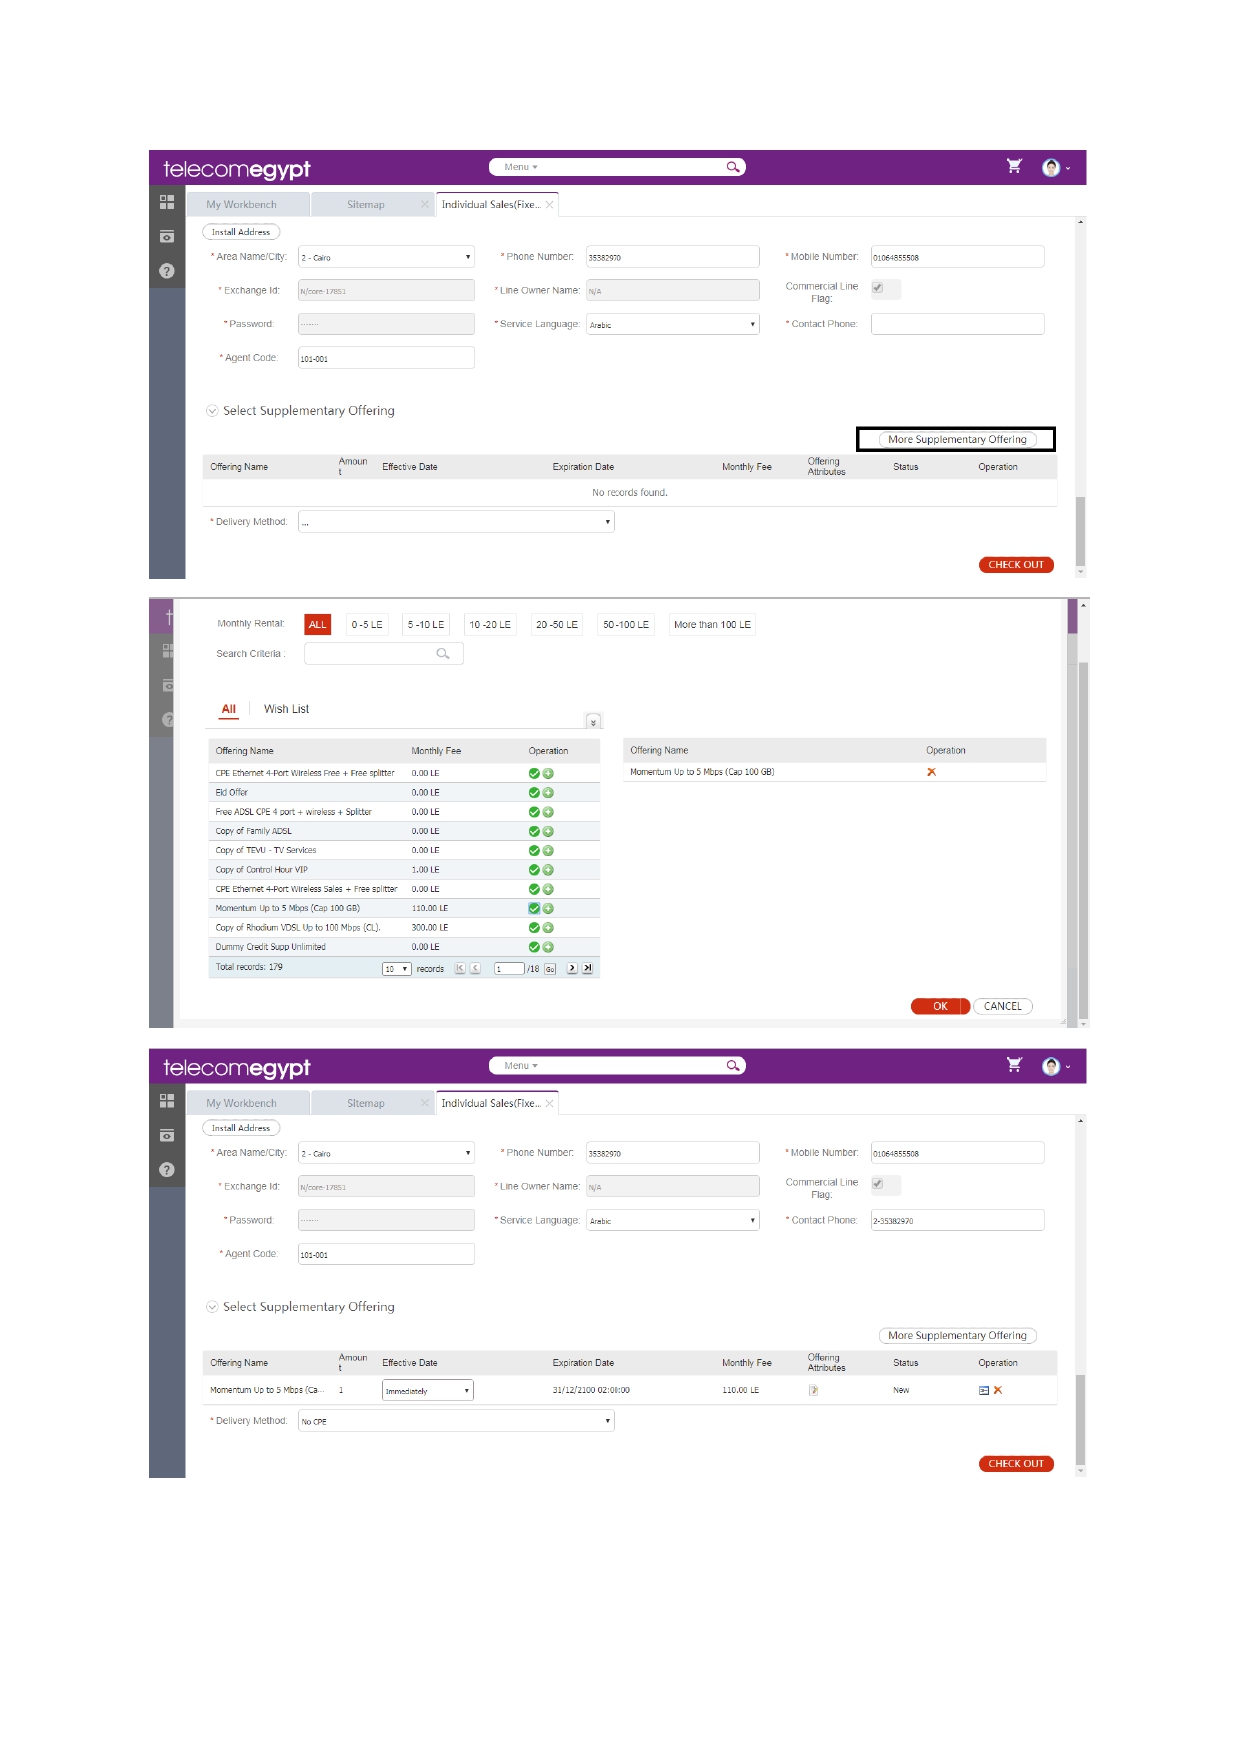 telecomegypt Menu
My Workbench Sitemap Individual Sales(Fixe...
Install Address
* Area Name/City: 2 - Cairo * Phone Number: 35382970 * Mobile Number: 01064855508
* Exchange Id: N/core-17851 * Line Owner Name: N/A Commercial Line Flag:
* Password: ------- * Service Language: Arabic * Contact Phone:
* Agent Code: 101-001
Select Supplementary Offering
More Supplementary Offering
Offering Name Amount Effective Date Expiration Date Monthly Fee Offering Attributes Status Operation
No records found.
* Delivery Method: ...
CHECK OUT
Monthly Rental: ALL 0 -5 LE 5 -10 LE 10 -20 LE 20 -50 LE 50 -100 LE More than 100 LE
Search Criteria :
All Wish List
Offering Name Monthly Fee Operation
CPE Ethernet 4-Port Wireless Free + Free splitter 0.00 LE
Eid Offer 0.00 LE
Free ADSL CPE 4 port + wireless + Splitter 0.00 LE
Copy of Family ADSL 0.00 LE
Copy of TEVU - TV Services 0.00 LE
Copy of Control Hour VIP 1.00 LE
CPE Ethernet 4-Port Wireless Sales + Free splitter 0.00 LE
Momentum Up to 5 Mbps (Cap 100 GB) 110.00 LE
Copy of Rhodium VDSL Up to 100 Mbps (CL). 300.00 LE
Dummy Credit Supp Unlimited 0.00 LE
Total records: 179 10 records 1 /18 Go
Offering Name Operation
Momentum Up to 5 Mbps (Cap 100 GB)
OK CANCEL
telecomegypt Menu
My Workbench Sitemap Individual Sales(Fixe...
Install Address
* Area Name/City: 2 - Cairo * Phone Number: 35382970 * Mobile Number: 01064855508
* Exchange Id: N/core-17851 * Line Owner Name: N/A Commercial Line Flag:
* Password: ------- * Service Language: Arabic * Contact Phone: 2-35382970
* Agent Code: 101-001
Select Supplementary Offering
More Supplementary Offering
Offering Name Amount Effective Date Expiration Date Monthly Fee Offering Attributes Status Operation
Momentum Up to 5 Mbps (Ca... 1 Immediately 31/12/2100 02:00:00 110.00 LE New
* Delivery Method: No CPE
CHECK OUT